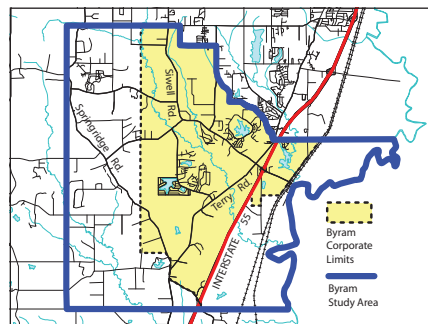 Siwell Rd.
Springridge Rd.
Terry Rd.
INTERSTATE 55
Byram
Corporate
Limits
Byram
Study Area